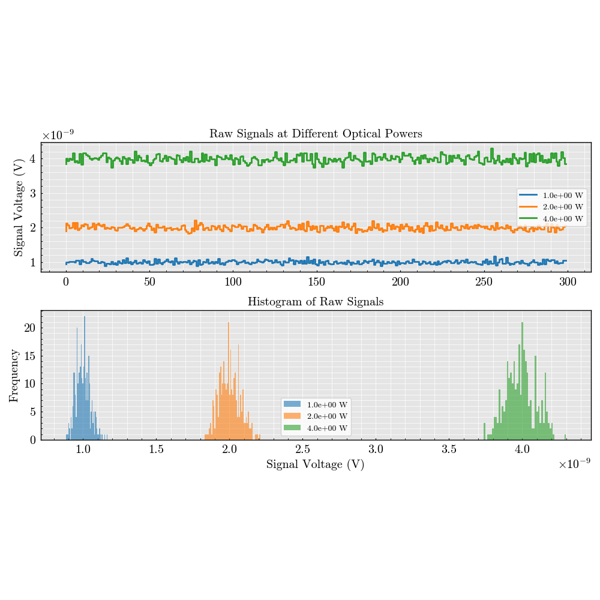 Raw Signals at Different Optical Powers
×10⁻⁹
Signal Voltage (V)
4
3
2
1
1.0e+00 W
2.0e+00 W
4.0e+00 W
0 50 100 150 200 250 300
Histogram of Raw Signals
Frequency
20
15
10
5
0
1.0e+00 W
2.0e+00 W
4.0e+00 W
1.0 1.5 2.0 2.5 3.0 3.5 4.0
Signal Voltage (V)
×10⁻⁹